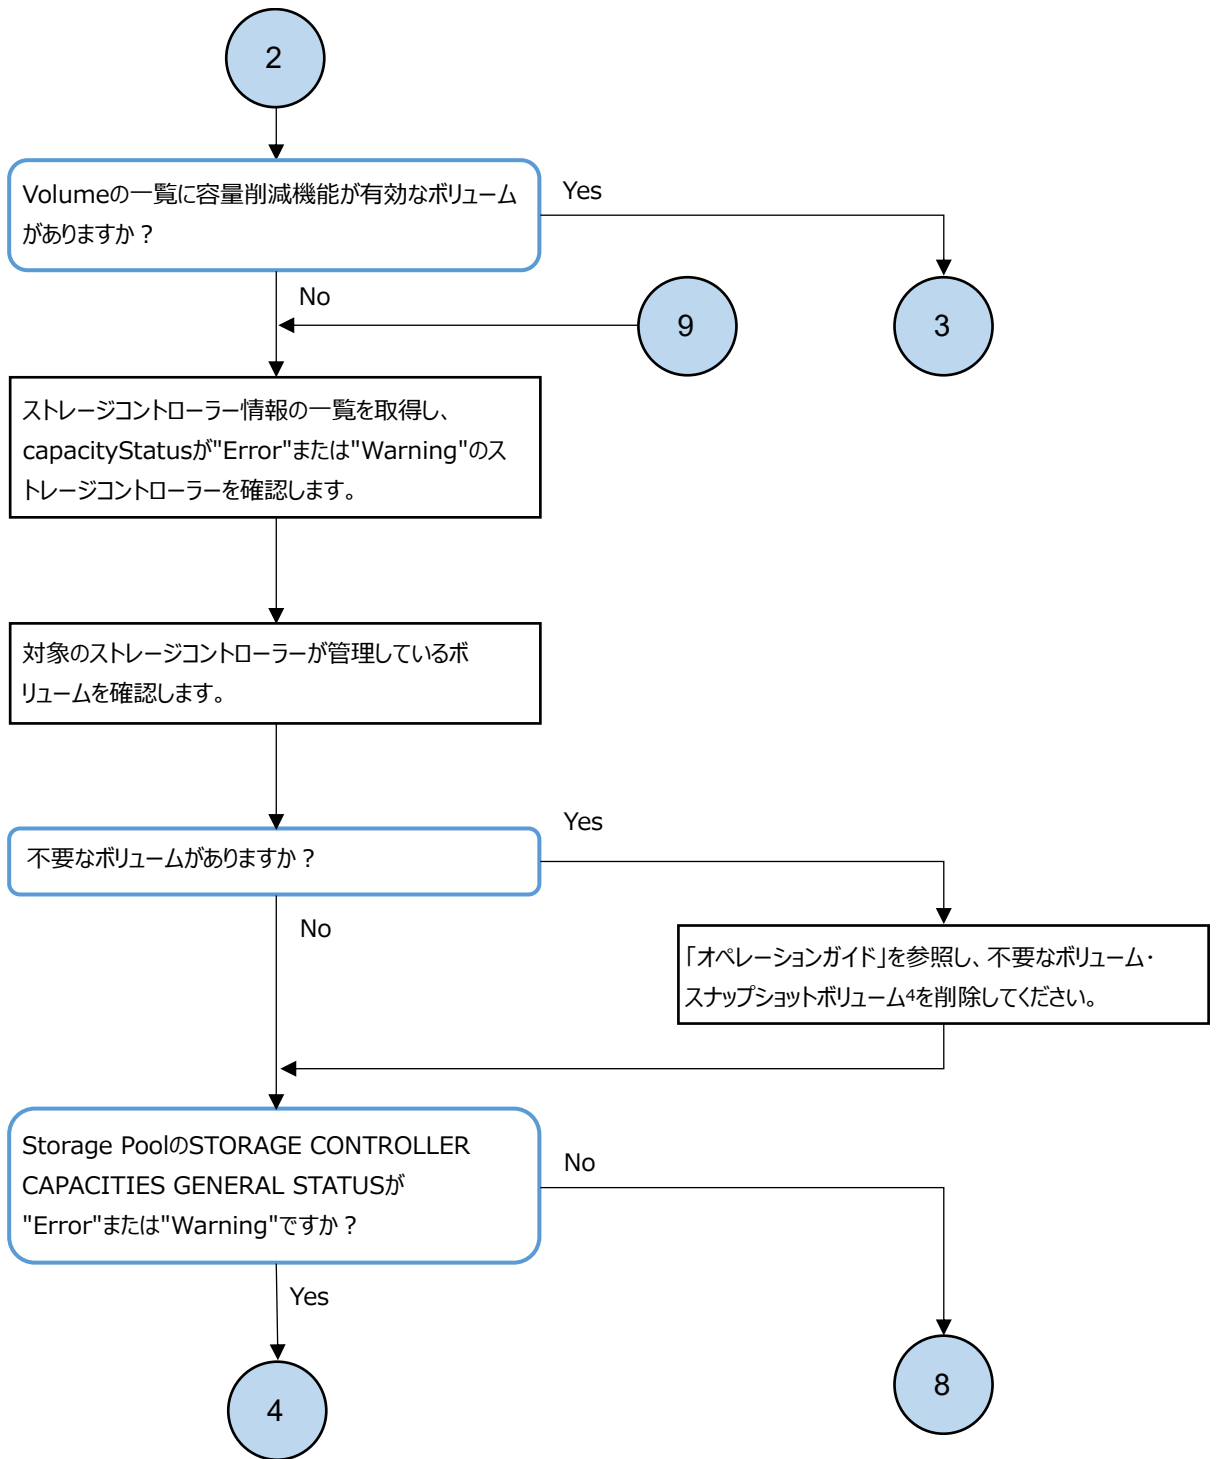 2
Volumeの一覧に容量削減機能が有効なボリューム
がありますか？
Yes
No
9
3
ストレージコントローラー情報の一覧を取得し、
capacityStatusが"Error"または"Warning"のス
トレージコントローラーを確認します。
対象のストレージコントローラーが管理しているボ
リュームを確認します。
不要なボリュームがありますか？
Yes
No
「オペレーションガイド」を参照し、不要なボリューム・
スナップショットボリューム4を削除してください。
Storage PoolのSTORAGE CONTROLLER
CAPACITIES GENERAL STATUSが
"Error"または"Warning"ですか？
No
Yes
4
8